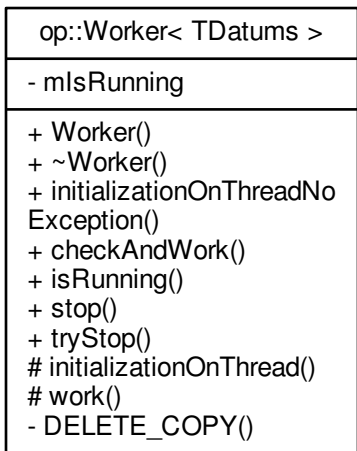 op::Worker< TDatums >
- mIsRunning
+ Worker()
+ ~Worker()
+ initializationOnThreadNo
Exception()
+ checkAndWork()
+ isRunning()
+ stop()
+ tryStop()
# initializationOnThread()
# work()
- DELETE_COPY()